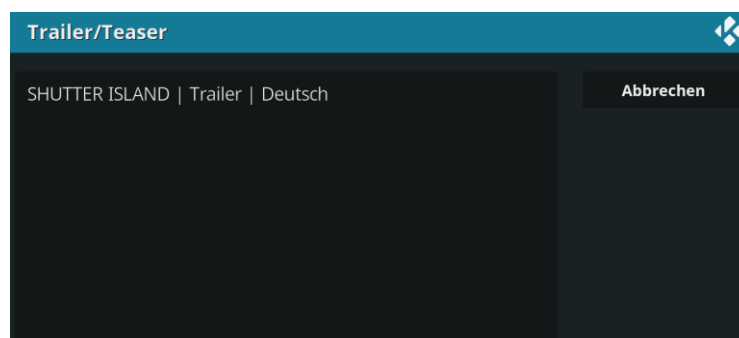 Trailer/Teaser
SHUTTER ISLAND | Trailer | Deutsch
Abbrechen